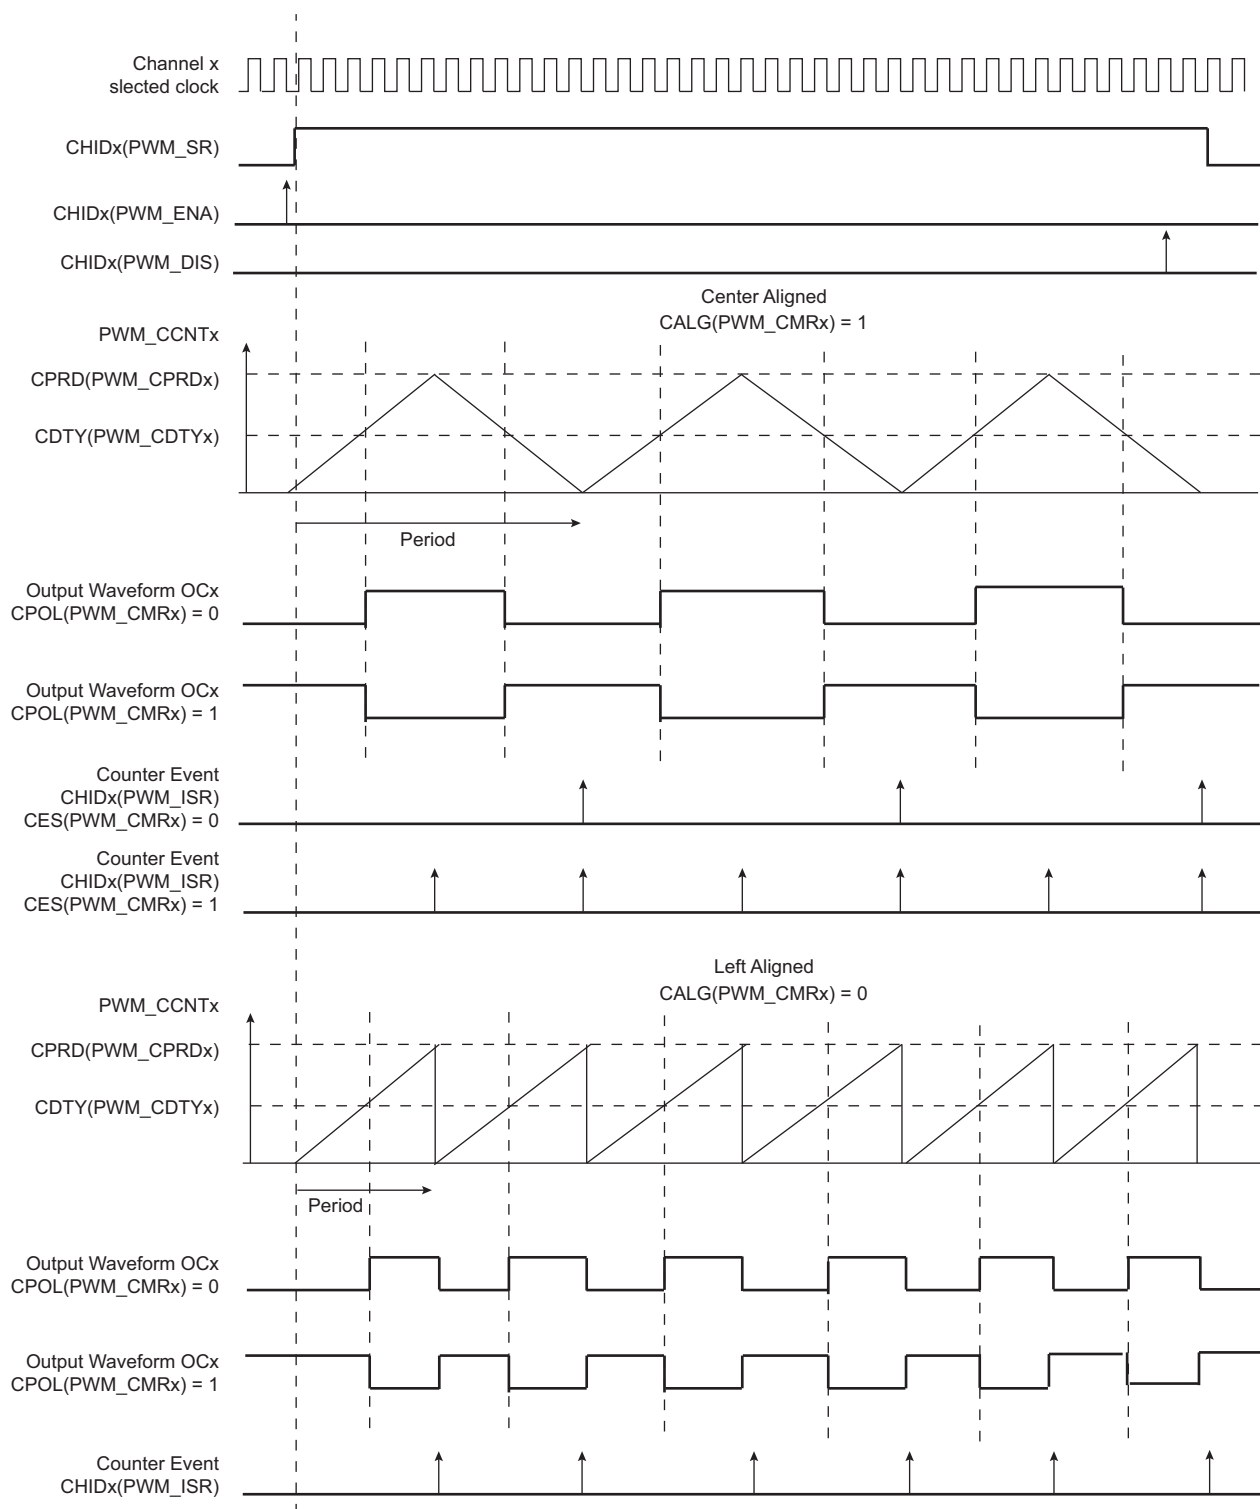 Channel x
slected clock
CHIDx(PWM_SR)
CHIDx(PWM_ENA)
CHIDx(PWM_DIS)
Center Aligned
CALG(PWM_CMRx) = 1
PWM_CCNTx
CPRD(PWM_CPRDx)
CDTY(PWM_CDTYx)
Period
Output Waveform OCx
CPOL(PWM_CMRx) = 0
Output Waveform OCx
CPOL(PWM_CMRx) = 1
Counter Event
CHIDx(PWM_ISR)
CES(PWM_CMRx) = 0
Counter Event
CHIDx(PWM_ISR)
CES(PWM_CMRx) = 1
Left Aligned
CALG(PWM_CMRx) = 0
PWM_CCNTx
CPRD(PWM_CPRDx)
CDTY(PWM_CDTYx)
Period
Output Waveform OCx
CPOL(PWM_CMRx) = 0
Output Waveform OCx
CPOL(PWM_CMRx) = 1
Counter Event
CHIDx(PWM_ISR)